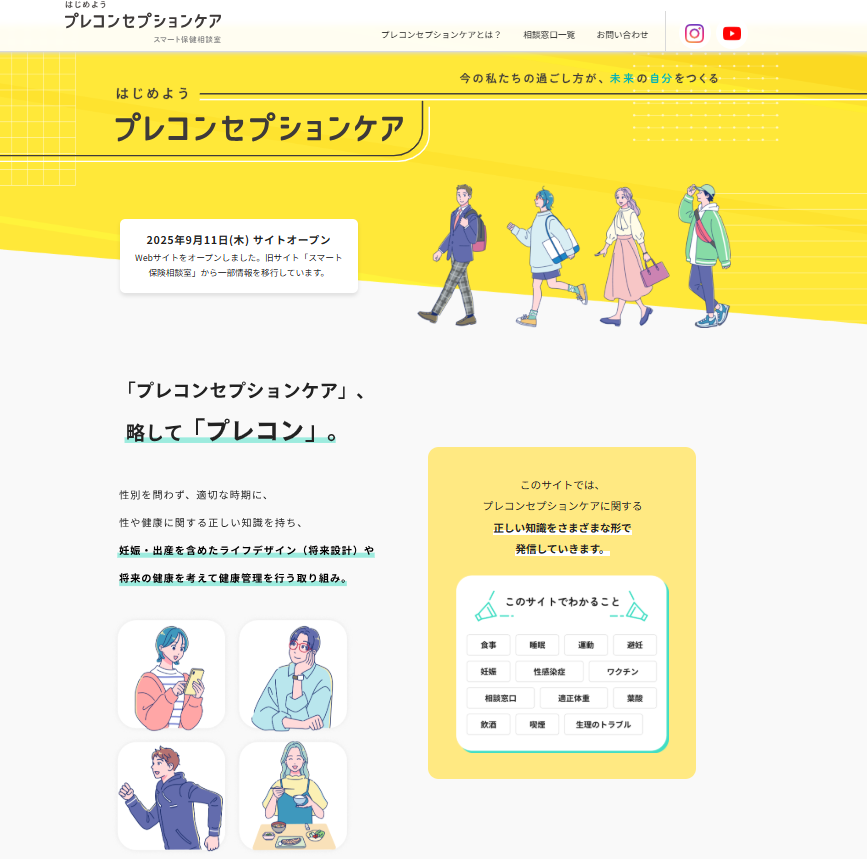 はじめよう
プレコンセプションケア
スマート保健相談室
プレコンセプションケアとは？
相談窓口一覧
お問い合わせ
今の私たちの過ごし方が、未来の自分をつくる
はじめよう
プレコンセプションケア
2025年9月11日(木) サイトオープン
Webサイトをオープンしました。旧サイト「スマート
保険相談室」から一部情報を移行しています。
「プレコンセプションケア」、
略して「プレコン」。
性別を問わず、適切な時期に、
性や健康に関する正しい知識を持ち、
妊娠・出産を含めたライフデザイン（将来設計）や
将来の健康を考えて健康管理を行う取り組み。
このサイトでは、
プレコンセプションケアに関する
正しい知識をさまざまな形で
発信していきます。
このサイトでわかること
食事
睡眠
運動
避妊
妊娠
性感染症
ワクチン
相談窓口
適正体重
葉酸
飲酒
喫煙
生理のトラブル